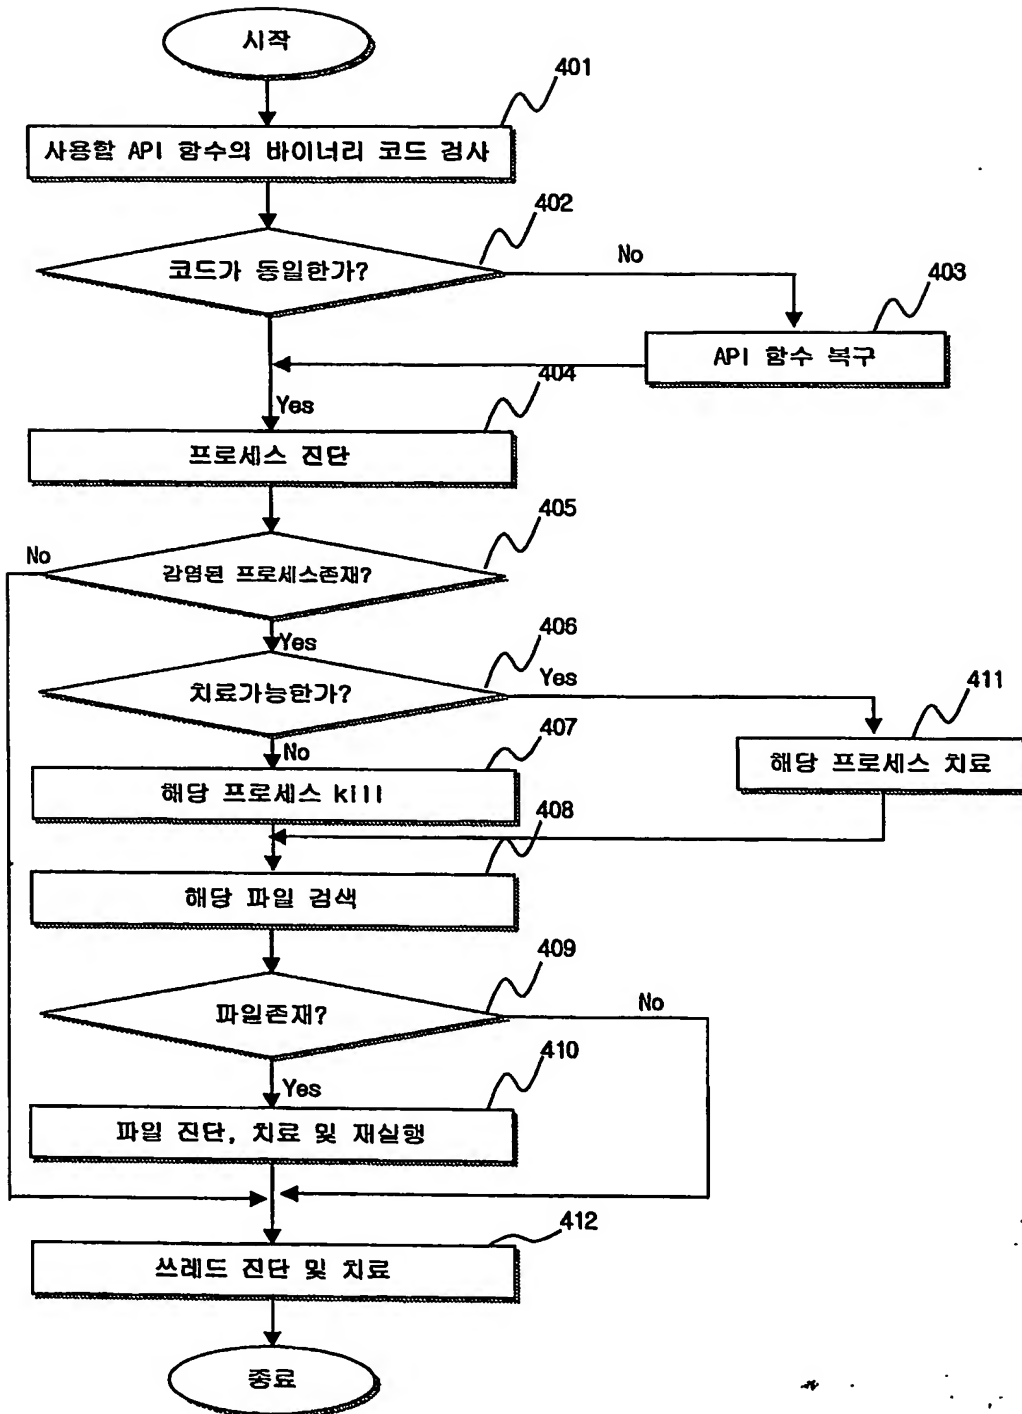 시작
401
사용할 API 함수의 바이너리 코드 검사
402
코드가 동일한가?
No
403
API 함수 복구
404
Yes
프로세스 진단
405
No
감염된 프로세스존재?
Yes
406
치료가능한가?
Yes
411
해당 프로세스 치료
407
No
해당 프로세스 kill
408
해당 파일 검색
409
파일존재?
No
410
Yes
파일 진단, 치료 및 재실행
412
쓰레드 진단 및 치료
종료